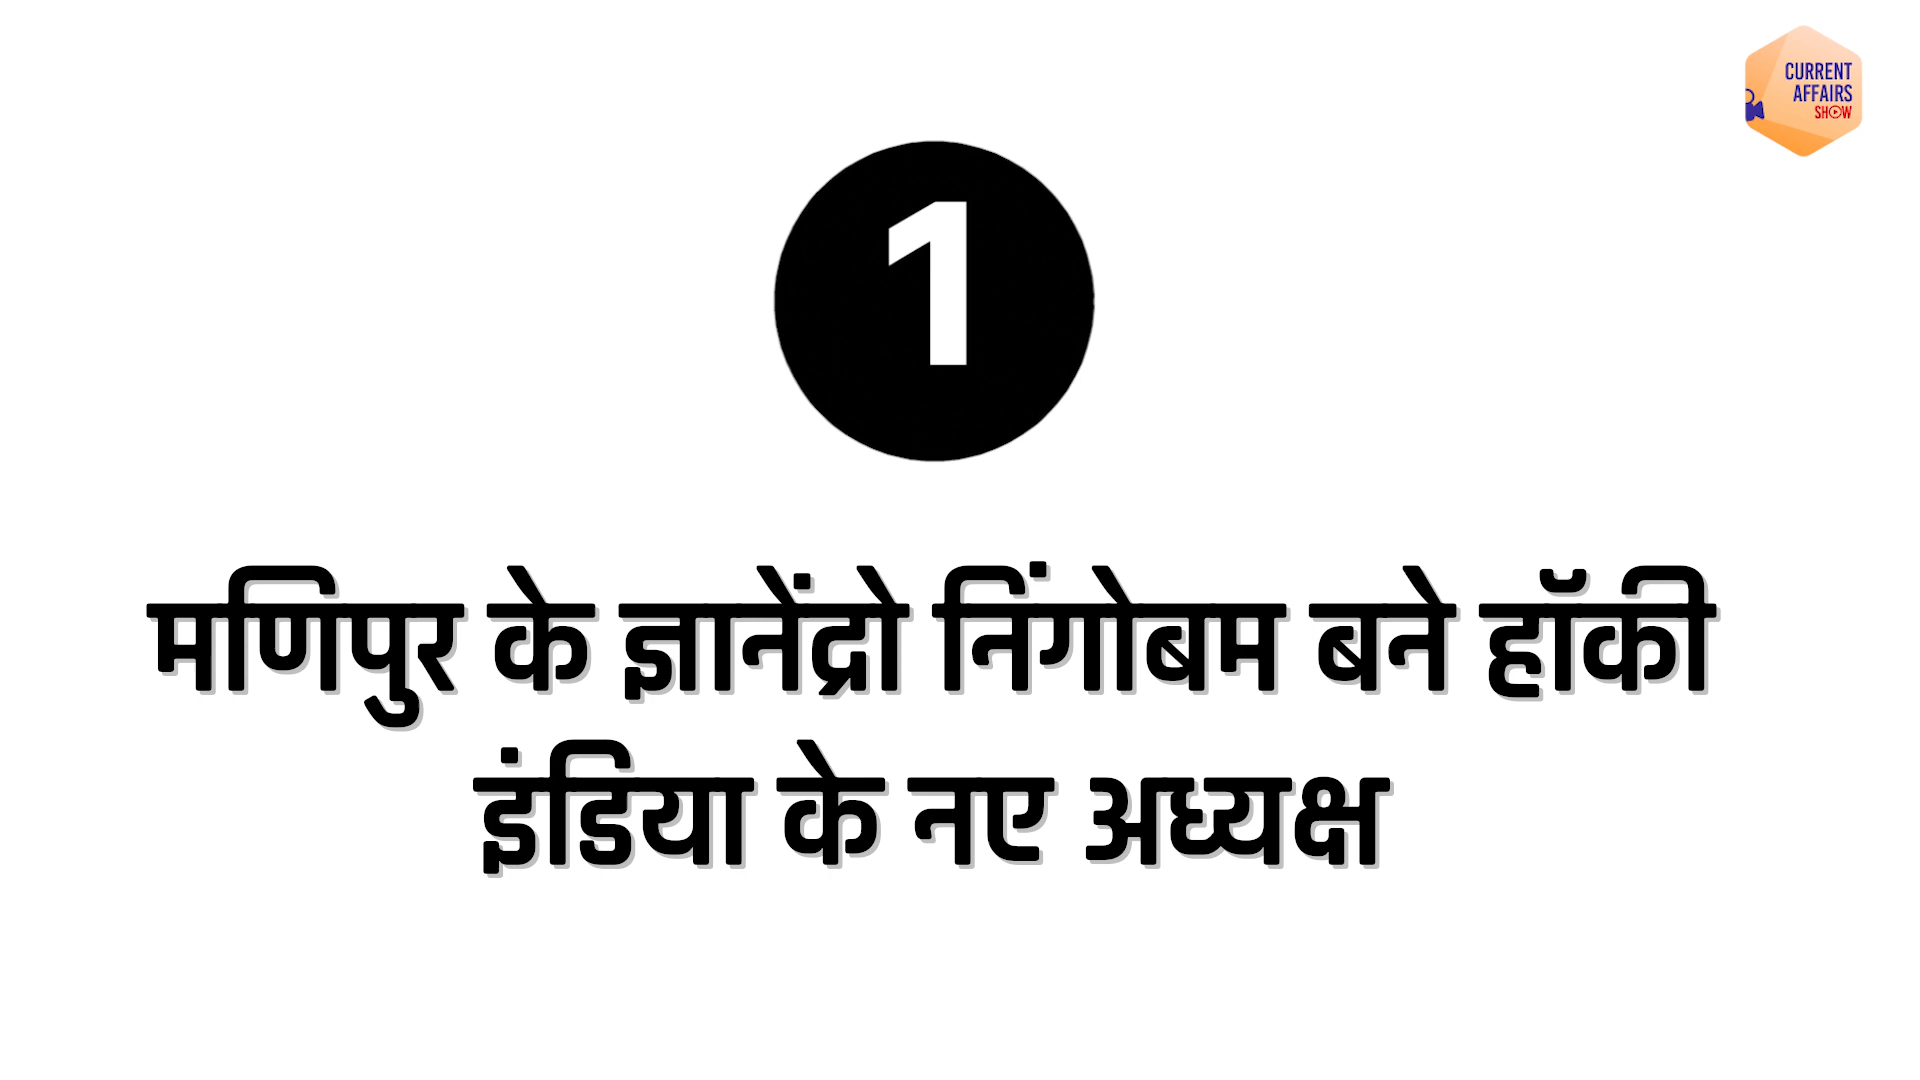 CURRENT
AFFAIRS
SHOW
1
मणिपुर के ज्ञानेंद्रो निंगोबम बने हॉकी
इंडिया के नए अध्यक्ष